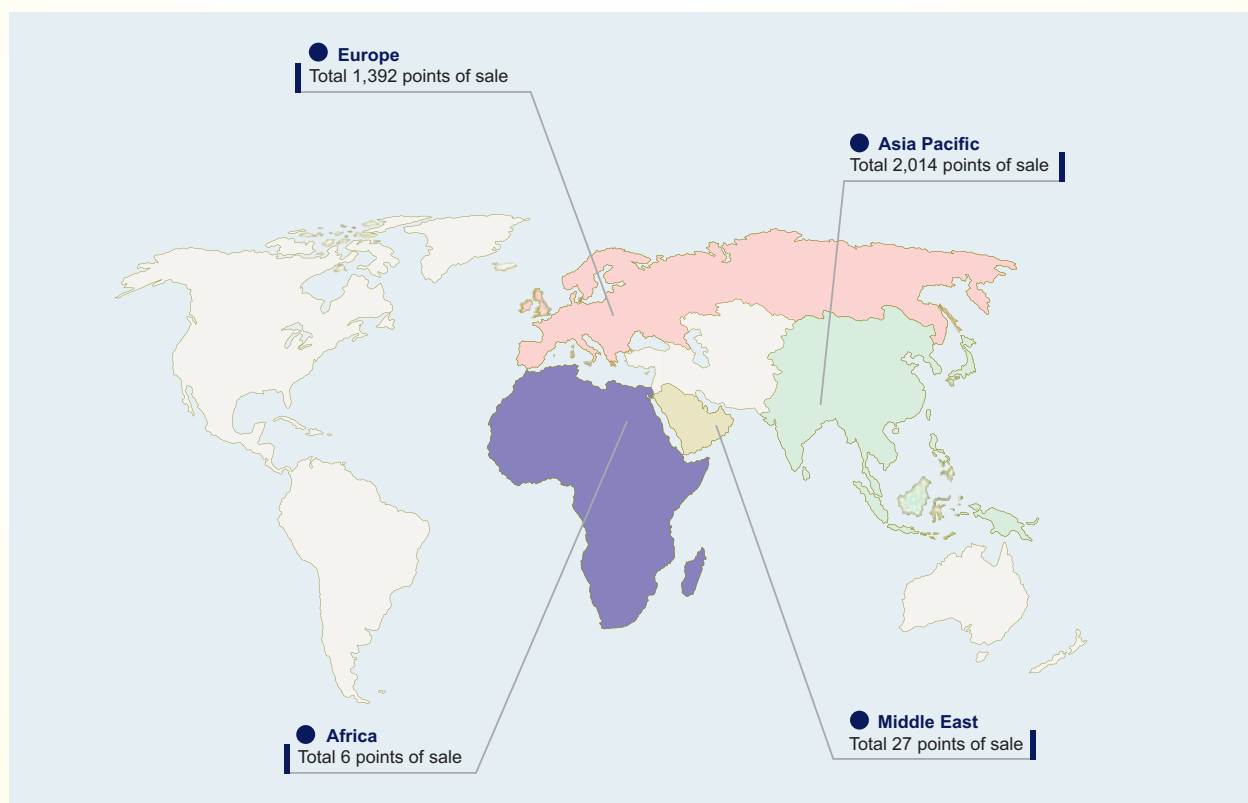 Europe
Total 1,392 points of sale
Asia Pacific
Total 2,014 points of sale
Africa
Total 6 points of sale
Middle East
Total 27 points of sale